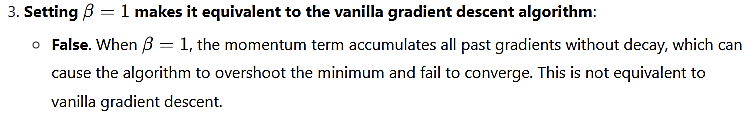 3. Setting β = 1 makes it equivalent to the vanilla gradient descent algorithm:
○ False. When β = 1, the momentum term accumulates all past gradients without decay, which can
cause the algorithm to overshoot the minimum and fail to converge. This is not equivalent to
vanilla gradient descent.